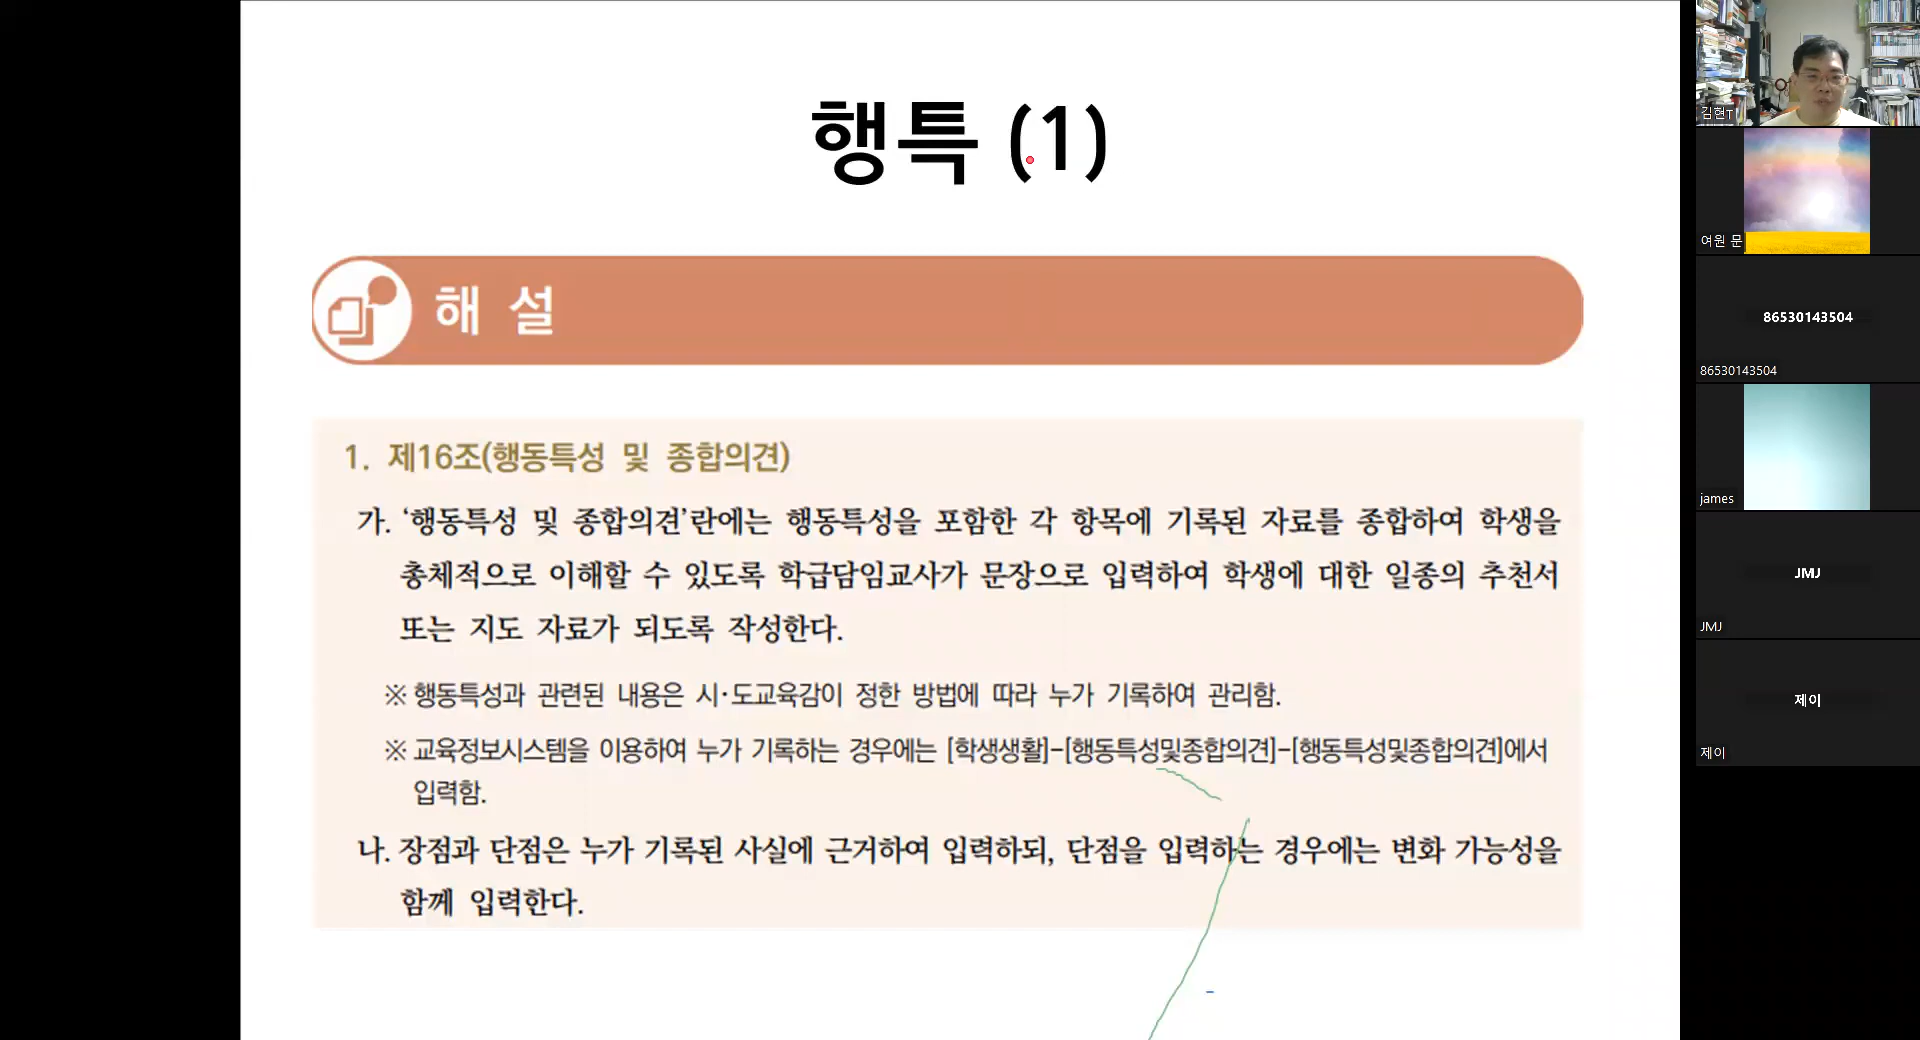 행특 (1)
해 설
1. 제16조(행동특성 및 종합의견)
가. ‘행동특성 및 종합의견’란에는 행동특성을 포함한 각 항목에 기록된 자료를 종합하여 학생을
총체적으로 이해할 수 있도록 학급담임교사가 문장으로 입력하여 학생에 대한 일종의 추천서
또는 지도 자료가 되도록 작성한다.
※ 행동특성과 관련된 내용은 시·도교육감이 정한 방법에 따라 누가 기록하여 관리함.
※ 교육정보시스템을 이용하여 누가 기록하는 경우에는 [학생생활]-[행동특성및종합의견]-[행동특성및종합의견]에서
입력함.
나. 장점과 단점은 누가 기록된 사실에 근거하여 입력하되, 단점을 입력하는 경우에는 변화 가능성을
함께 입력한다.
김현T
여원 문
86530143504
86530143504
james
JMJ
JMJ
제이
제이